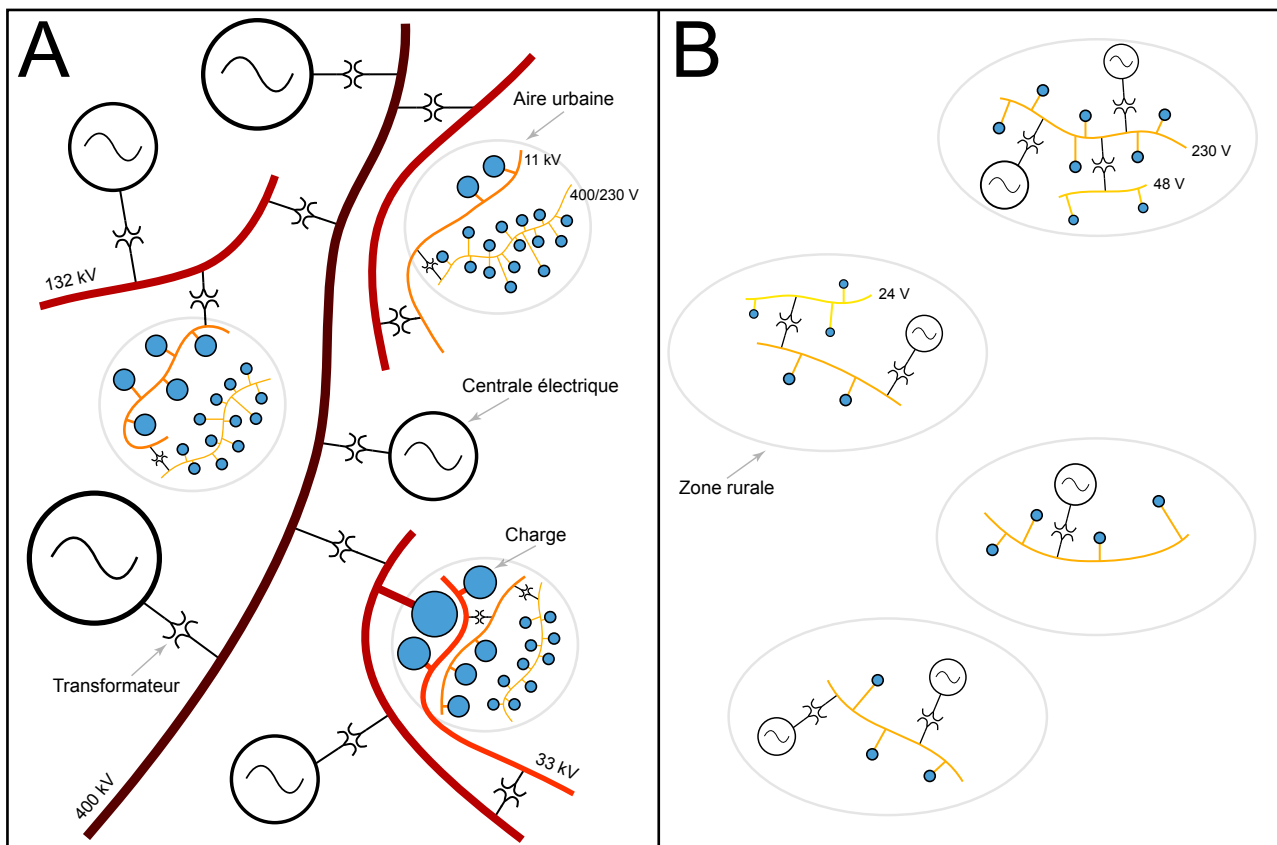 A
Aire urbaine
11 kV
400/230 V
132 kV
Centrale électrique
Charge
Transformateur
400 kV
33 kV
B
230 V
48 V
24 V
Zone rurale